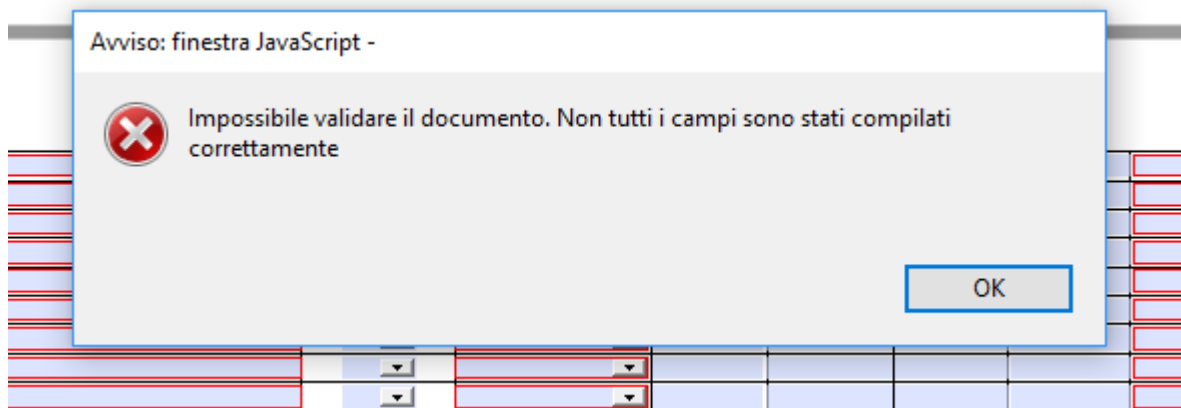 Avviso: finestra JavaScript -
Impossibile validare il documento. Non tutti i campi sono stati compilati
correttamente
OK